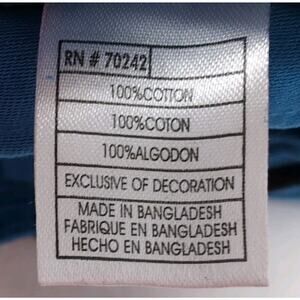 RN # 70242
100%COTTON
100%COTON
100%ALGODON
EXCLUSIVE OF DECORATION
MADE IN BANGLADESH
FABRIQUE EN BANGLADESH
HECHO EN BANGLADESH